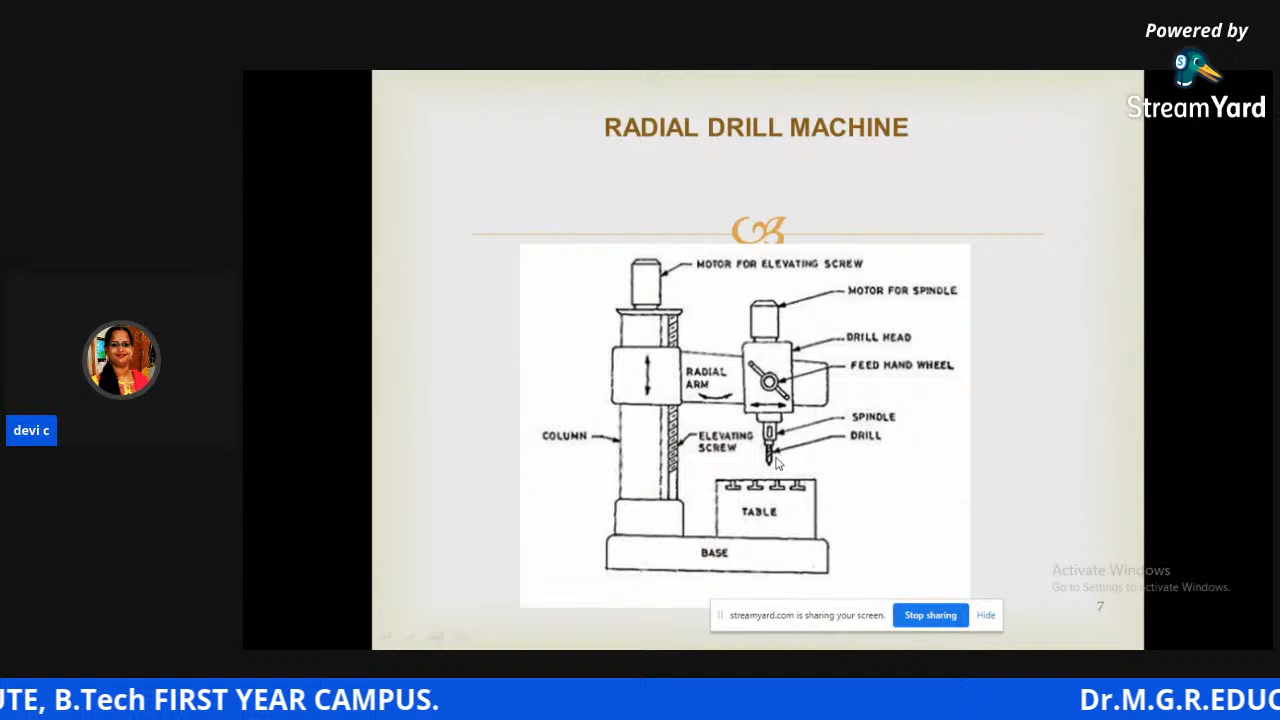 Powered by
StreamYard
RADIAL DRILL MACHINE
MOTOR FOR ELEVATING SCREW
MOTOR FOR SPINDLE
DRILL HEAD
FEED HAND WHEEL
RADIAL
ARM
SPINDLE
COLUMN
ELEVATING
SCREW
DRILL
TABLE
BASE
devi c
Activate Windows
Go to Settings to activate Windows.
7
streamyard.com is sharing your screen.
Stop sharing
Hide
UTE, B.Tech FIRST YEAR CAMPUS.
Dr.M.G.R.EDUC